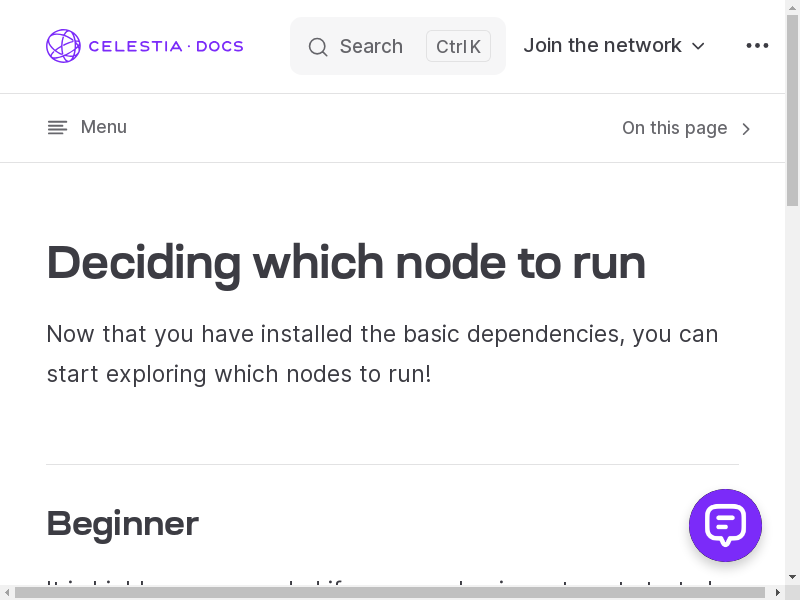 CELESTIA · DOCS
Search
Ctrl K
Join the network
Menu
On this page
Deciding which node to run
Now that you have installed the basic dependencies, you can
start exploring which nodes to run!
Beginner